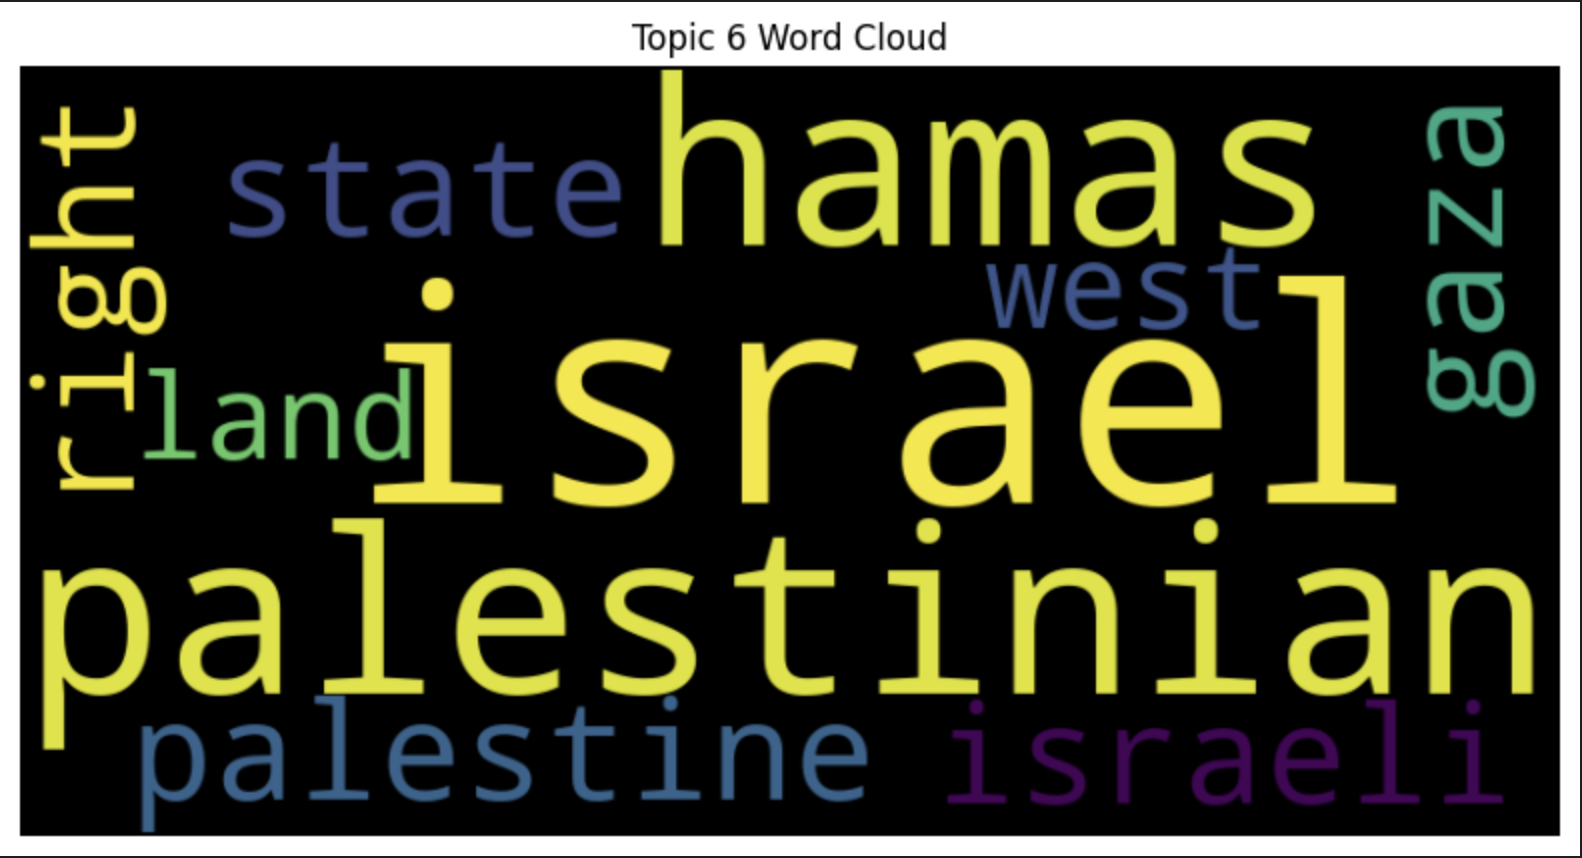 Topic 6 Word Cloud
right
state
hamas
gaza
west
israel
land
palestinian
palestine
israeli